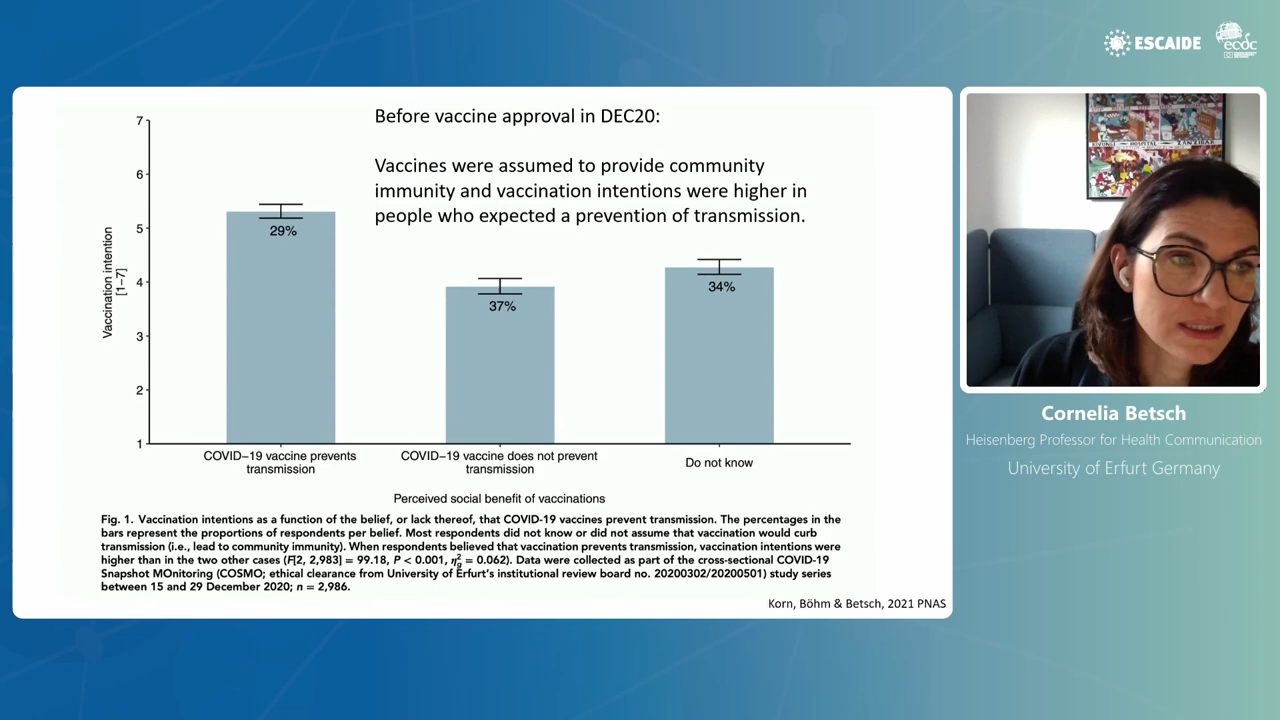 ESCAIDE
ecdc
Before vaccine approval in DEC20:
Vaccines were assumed to provide community
immunity and vaccination intentions were higher in
people who expected a prevention of transmission.
7
6
5
4
3
2
1
Vaccination intention
[1–7]
29%
37%
34%
COVID−19 vaccine prevents
transmission
COVID−19 vaccine does not prevent
transmission
Do not know
Perceived social benefit of vaccinations
Fig. 1. Vaccination intentions as a function of the belief, or lack thereof, that COVID-19 vaccines prevent transmission. The percentages in the
bars represent the proportions of respondents per belief. Most respondents did not know or did not assume that vaccination would curb
transmission (i.e., lead to community immunity). When respondents believed that vaccination prevents transmission, vaccination intentions were
higher than in the two other cases (F[2, 2,983] = 99.18, P < 0.001, η²g = 0.062). Data were collected as part of the cross-sectional COVID-19
Snapshot MOnitoring (COSMO; ethical clearance from University of Erfurt's institutional review board no. 20200302/20200501) study series
between 15 and 29 December 2020; n = 2,986.
Korn, Böhm & Betsch, 2021 PNAS
HOSPITAL
ZANZIBAR
Cornelia Betsch
Heisenberg Professor for Health Communication
University of Erfurt Germany